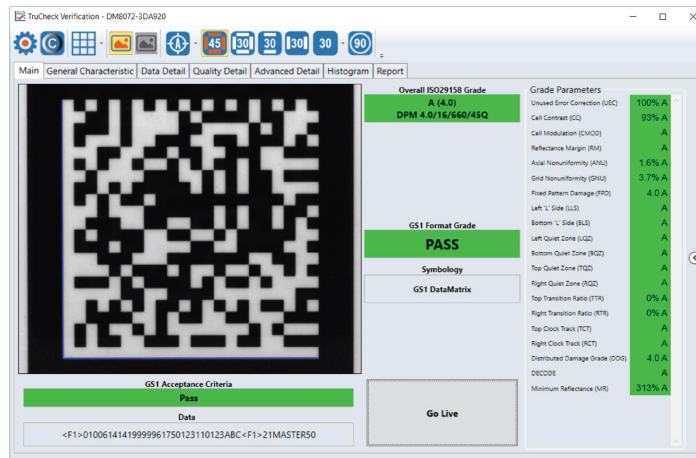 TruCheck Verification - DM8072-3DA920
45 30 30 30 30 90
Main General Characteristic Data Detail Quality Detail Advanced Detail Histogram Report
Overall ISO29158 Grade
A (4.0)
DPM 4.0/16/660/45Q
GS1 Format Grade
PASS
Symbology
GS1 DataMatrix
GS1 Acceptance Criteria
Pass
Data
<F1>01006141419999961750123110123ABC<F1>21MASTER50
Go Live
Grade Parameters
Unused Error Correction (UEC) 100% A
Cell Contrast (CC) 93% A
Cell Modulation (CMOD) A
Reflectance Margin (RM) A
Axial Nonuniformity (ANU) 1.6% A
Grid Nonuniformity (GNU) 3.7% A
Fixed Pattern Damage (FPD) 4.0 A
Left 'L' Side (LLS) A
Bottom 'L' Side (BLS) A
Left Quiet Zone (LQZ) A
Bottom Quiet Zone (BQZ) A
Top Quiet Zone (TQZ) A
Right Quiet Zone (RQZ) A
Top Transition Ratio (TTR) 0% A
Right Transition Ratio (RTR) 0% A
Top Clock Track (TCT) A
Right Clock Track (RCT) A
Distributed Damage Grade (DDG) 4.0 A
DECODE A
Minimum Reflectance (MR) 313% A